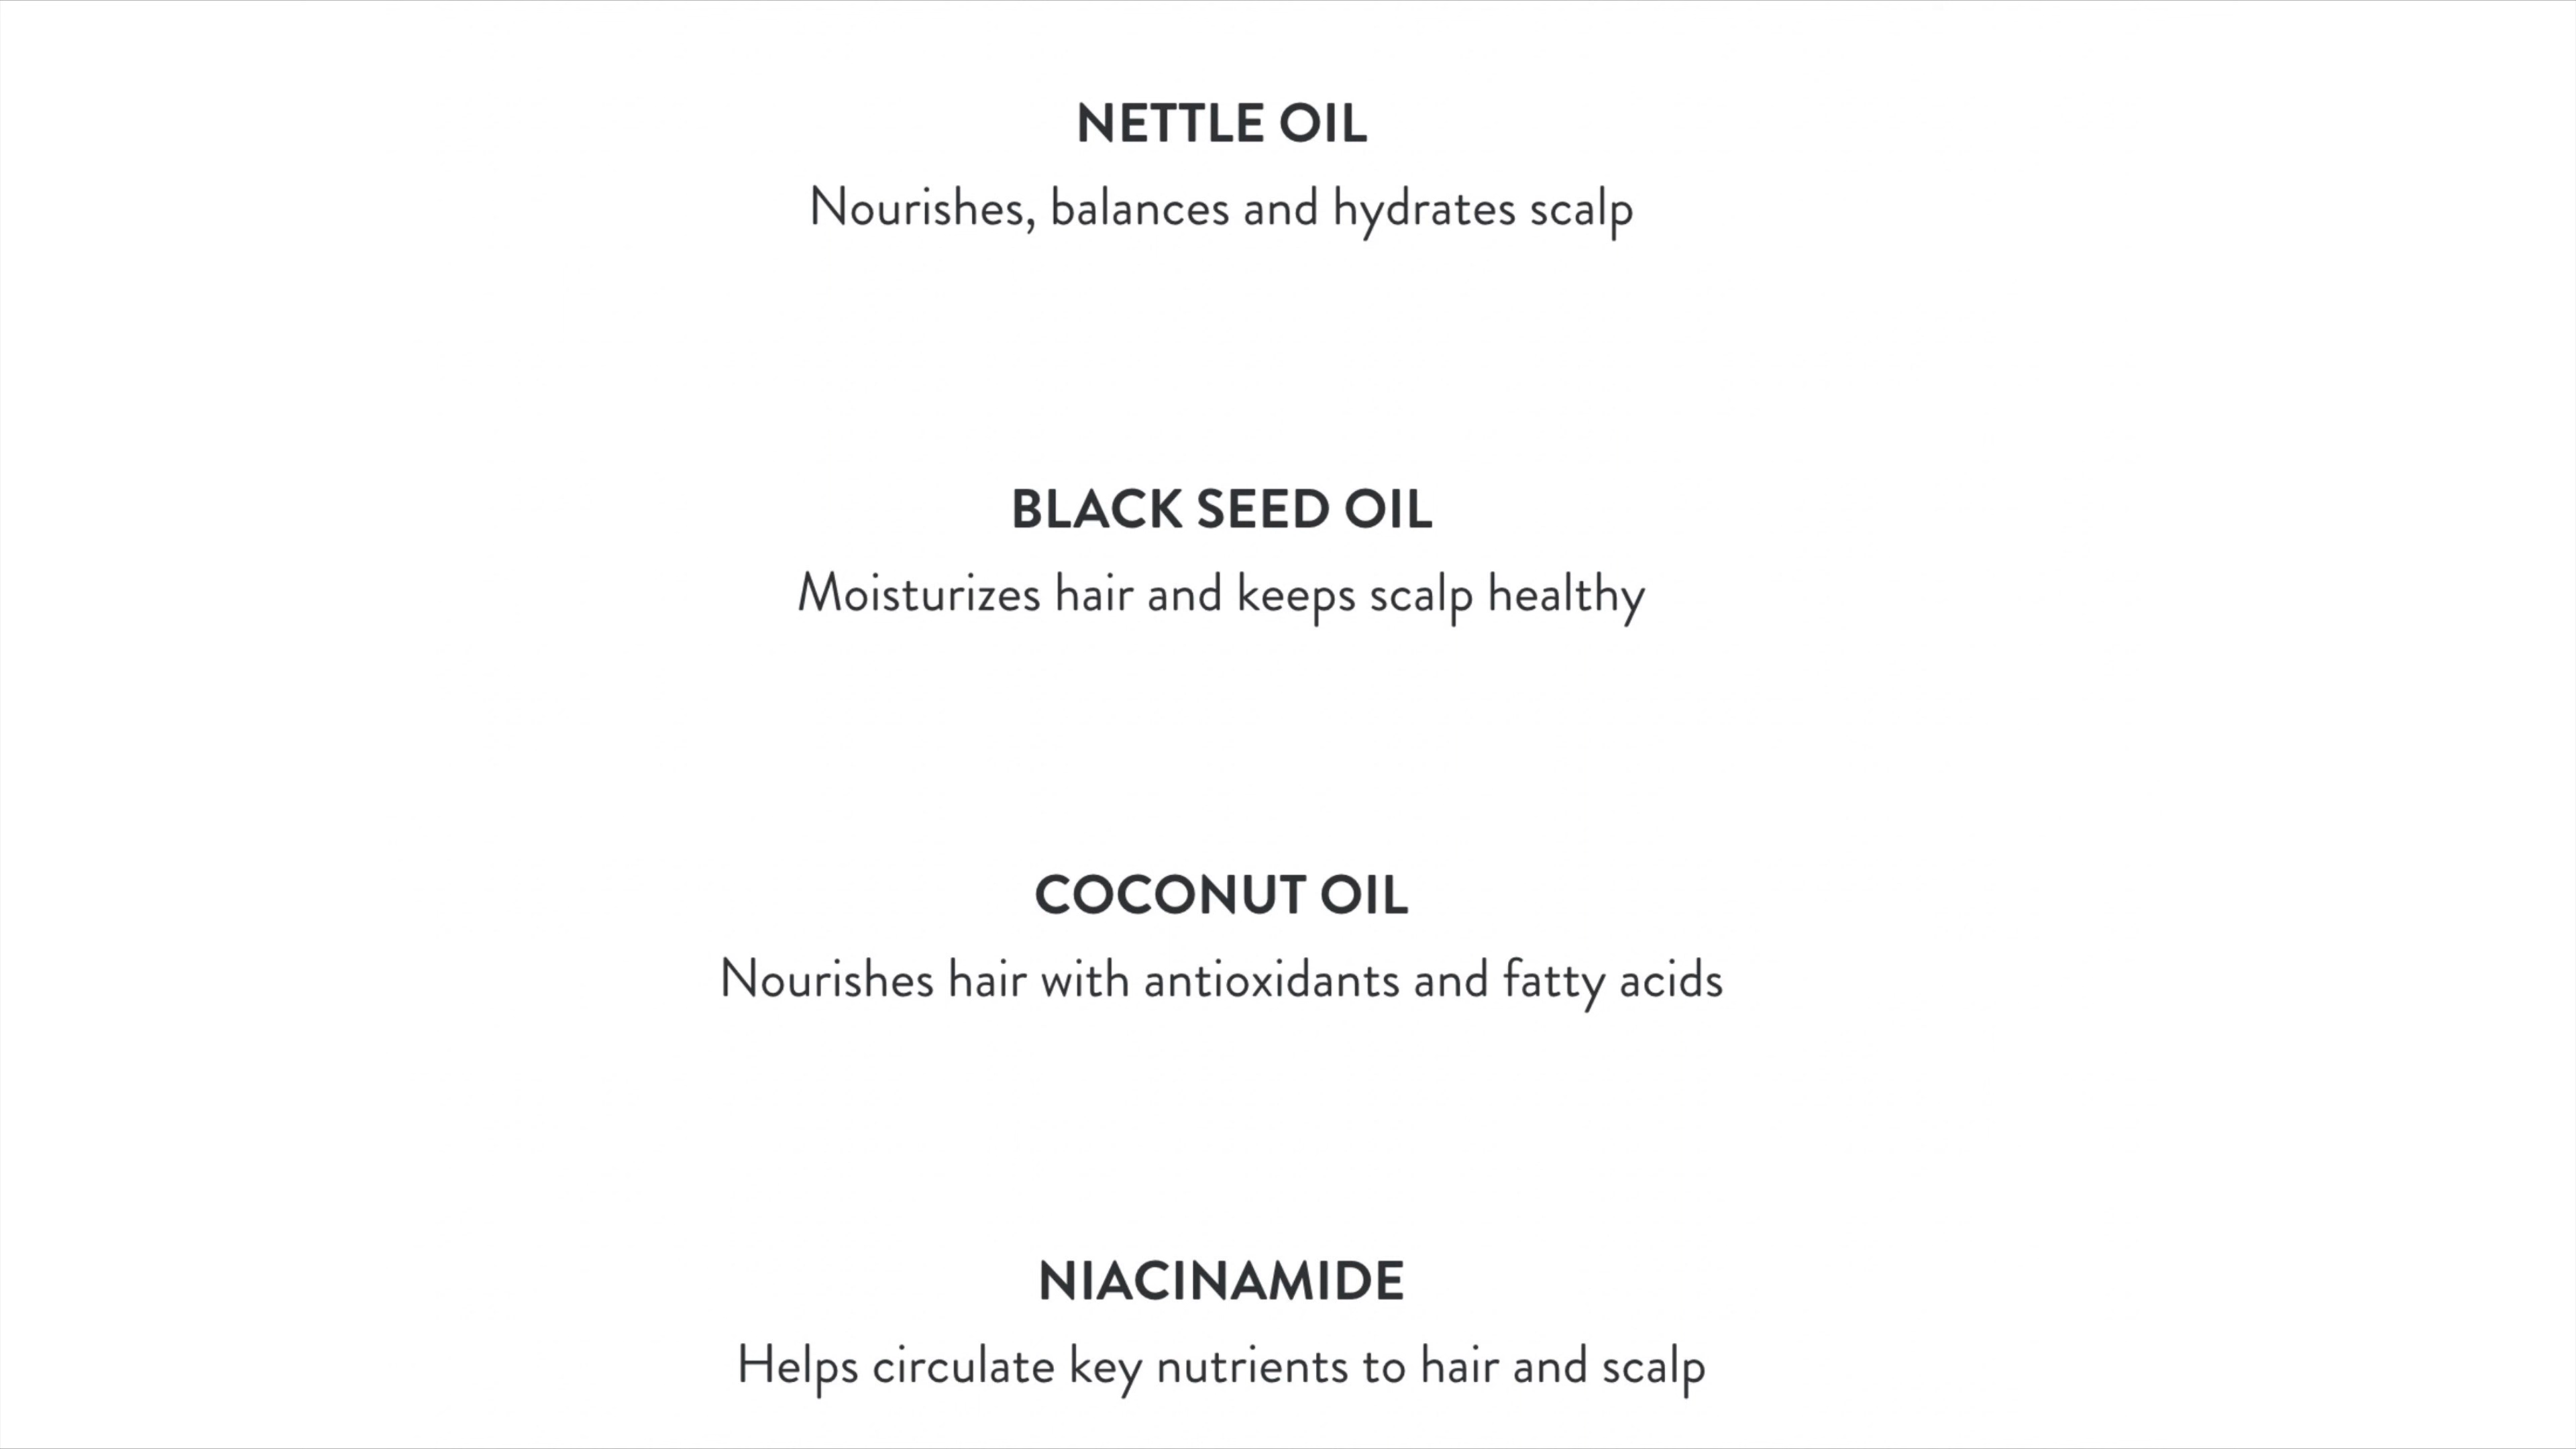 NETTLE OIL
Nourishes, balances and hydrates scalp
BLACK SEED OIL
Moisturizes hair and keeps scalp healthy
COCONUT OIL
Nourishes hair with antioxidants and fatty acids
NIACINAMIDE
Helps circulate key nutrients to hair and scalp